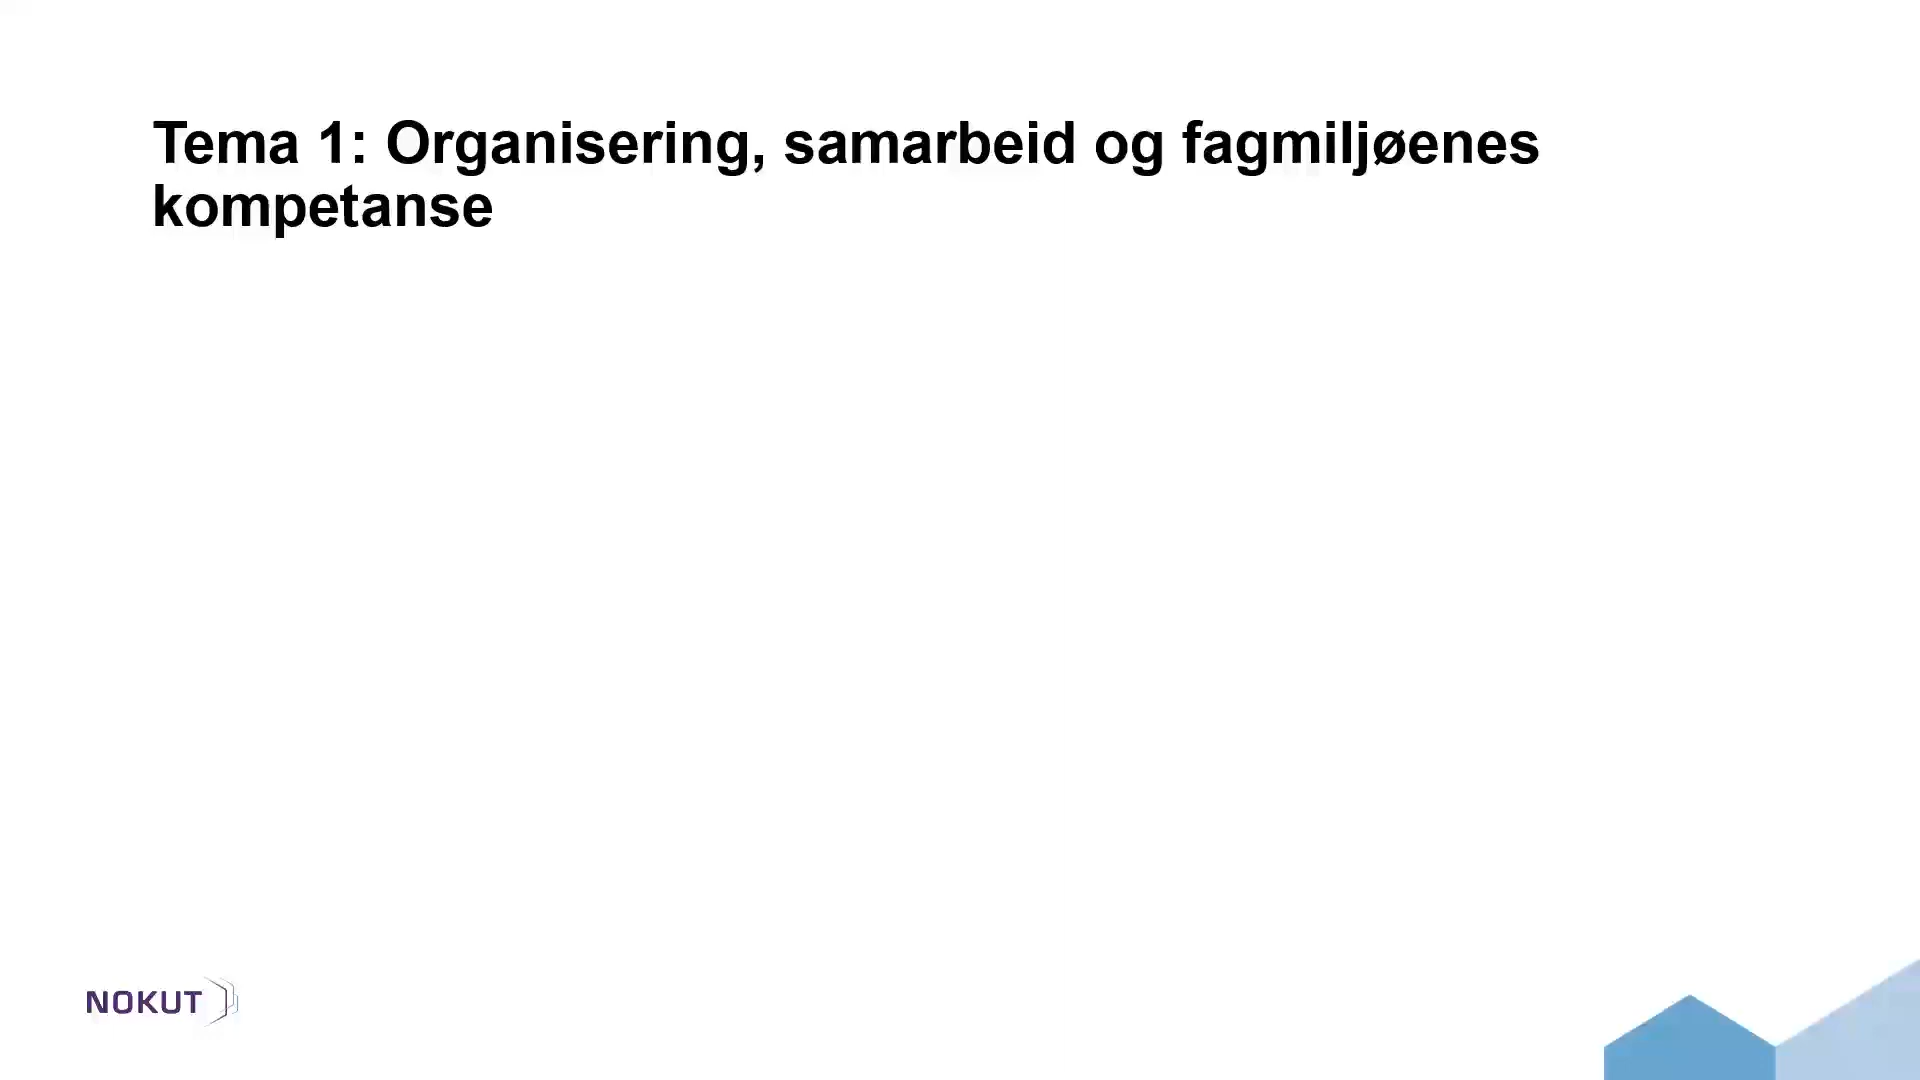 Tema 1: Organisering, samarbeid og fagmiljøenes
kompetanse
NOKUT